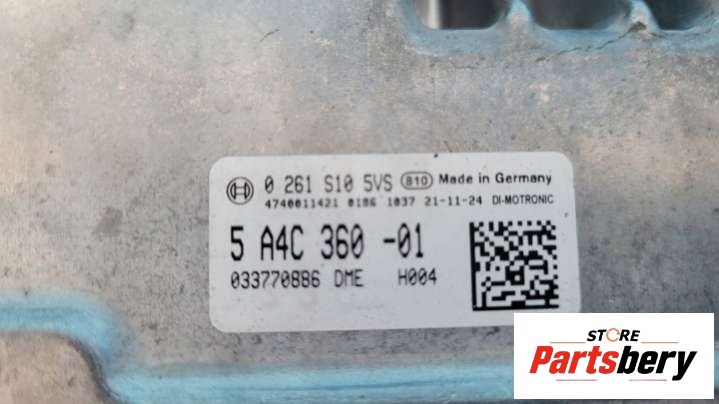 0 261 S10 5VS 810 Made in Germany
4740011421 0106 1037 21-11-24 DI-MOTRONIC
5 A4C 360 -01
033770886 DME H004
STORE
Partsbery